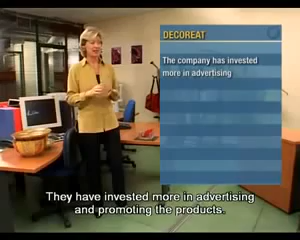 DECOREAT
The company has invested
more in advertising
They have invested more in advertising
and promoting the products.